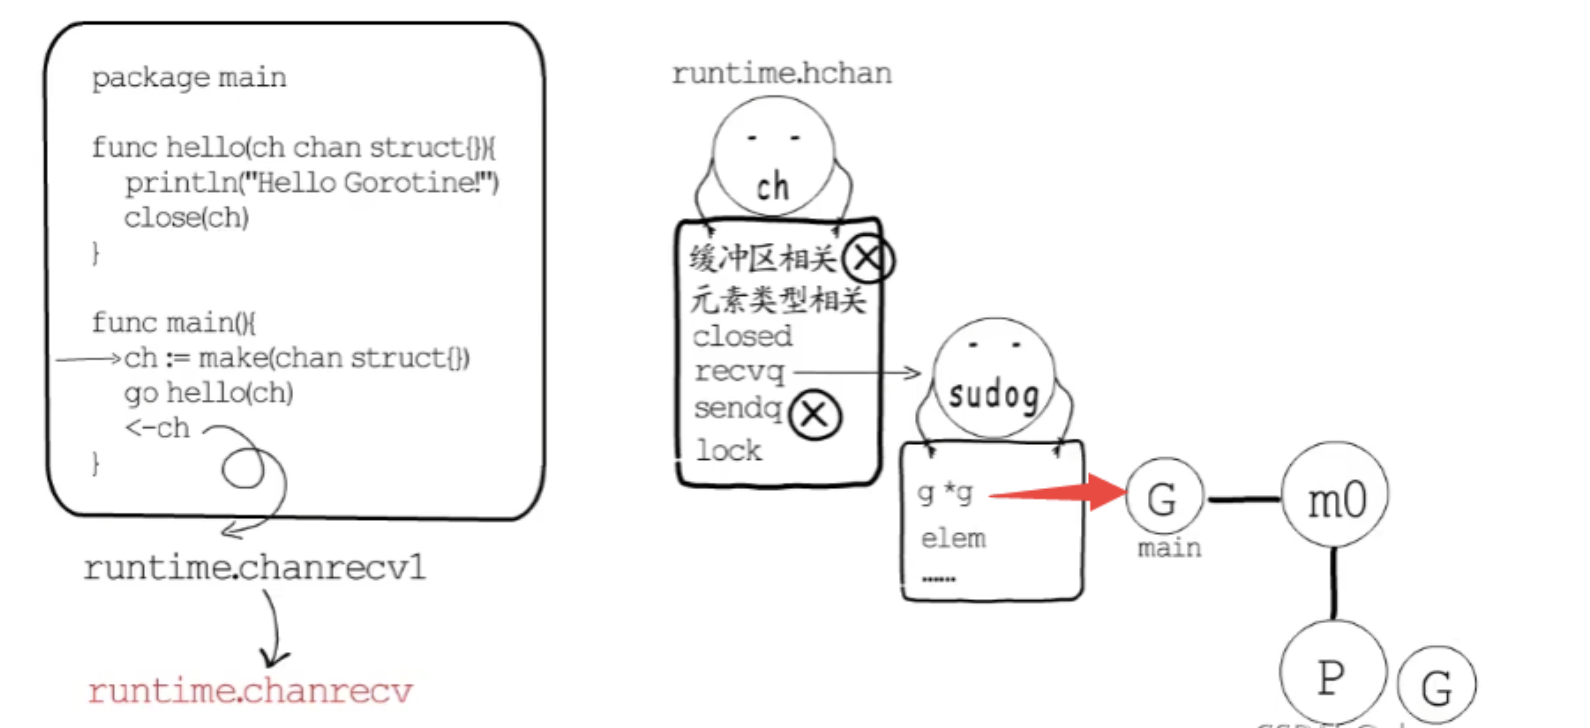 package main
func hello(ch chan struct{}){
println("Hello Gorotine!")
close(ch)
}
func main(){
ch := make(chan struct{})
go hello(ch)
<-ch
}
runtime.chanrecv1
runtime.chanrecv
runtime.hchan
ch
缓冲区相关
元素类型相关
closed
recvq
sendq
lock
sudog
g *g
elem
......
G
main
m0
P
G